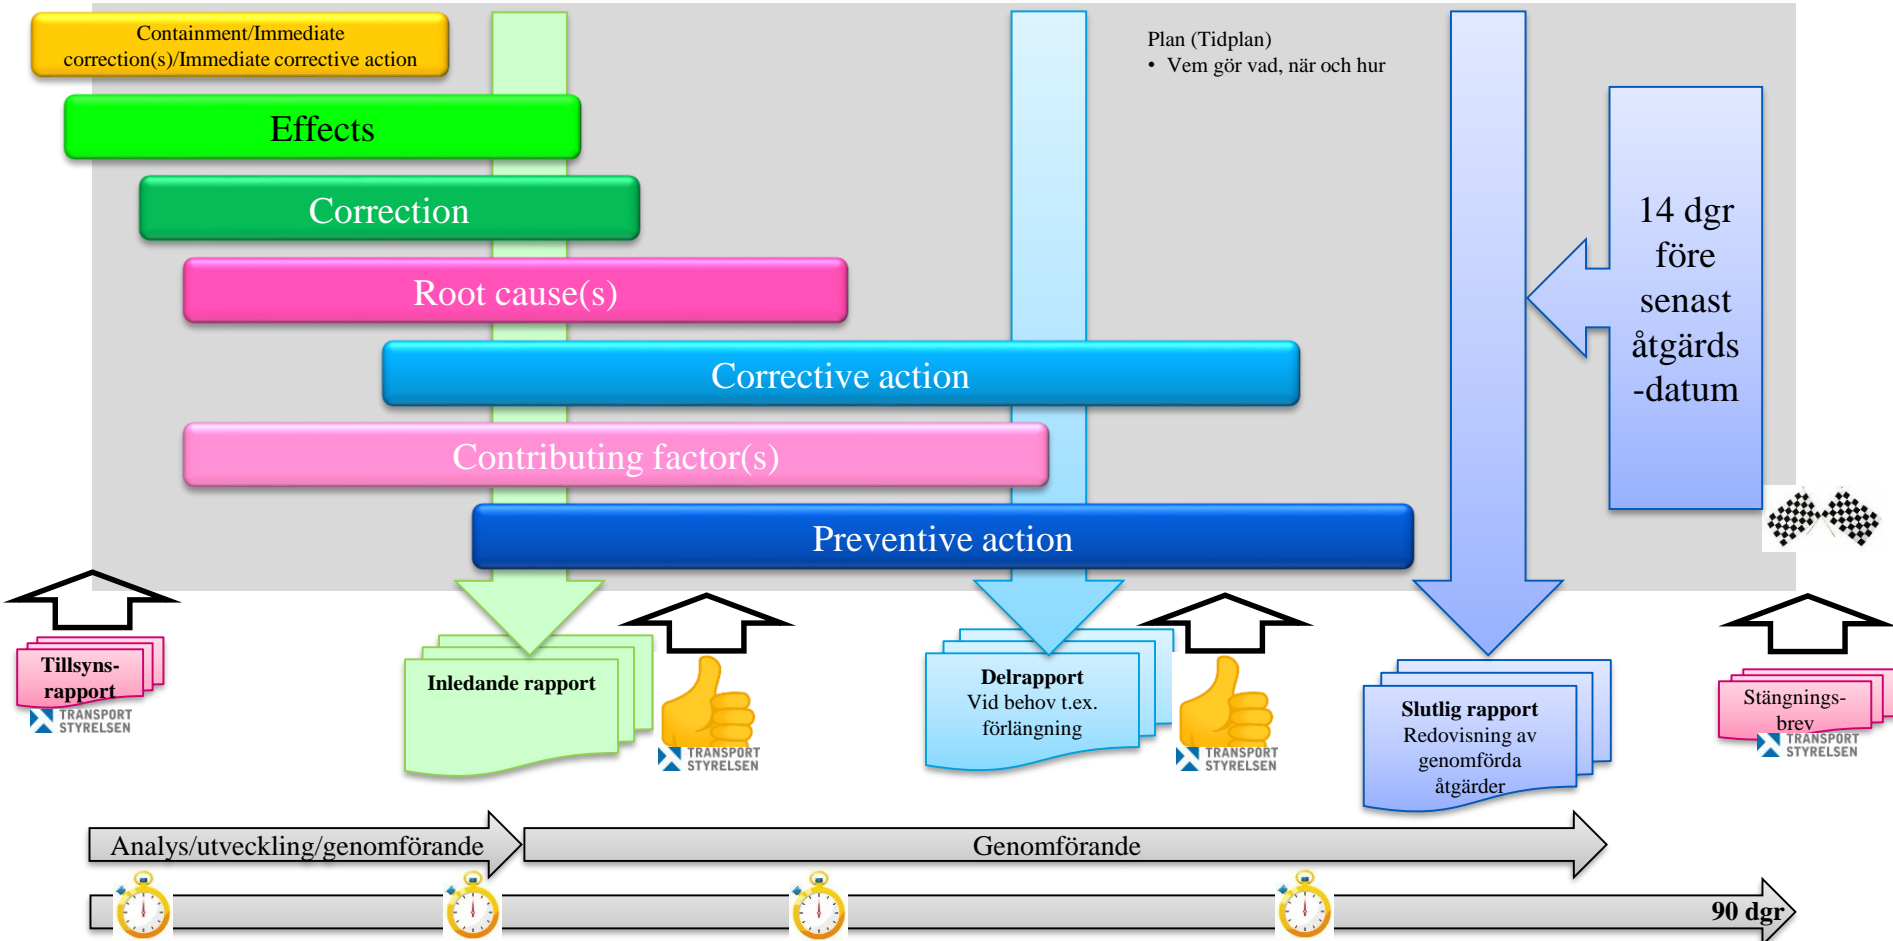 Containment/Immediate
correction(s)/Immediate corrective action
Plan (Tidplan)
• Vem gör vad, när och hur
Effects
Correction
Root cause(s)
Corrective action
Contributing factor(s)
Preventive action
14 dgr
före
senast
åtgärds
-datum
Tillsyns-
rapport
TRANSPORT
STYRELSEN
Inledande rapport
TRANSPORT
STYRELSEN
Delrapport
Vid behov t.ex.
förlängning
TRANSPORT
STYRELSEN
Slutlig rapport
Redovisning av
genomförda
åtgärder
Stängnings-
brev
TRANSPORT
STYRELSEN
Analys/utveckling/genomförande
Genomförande
90 dgr